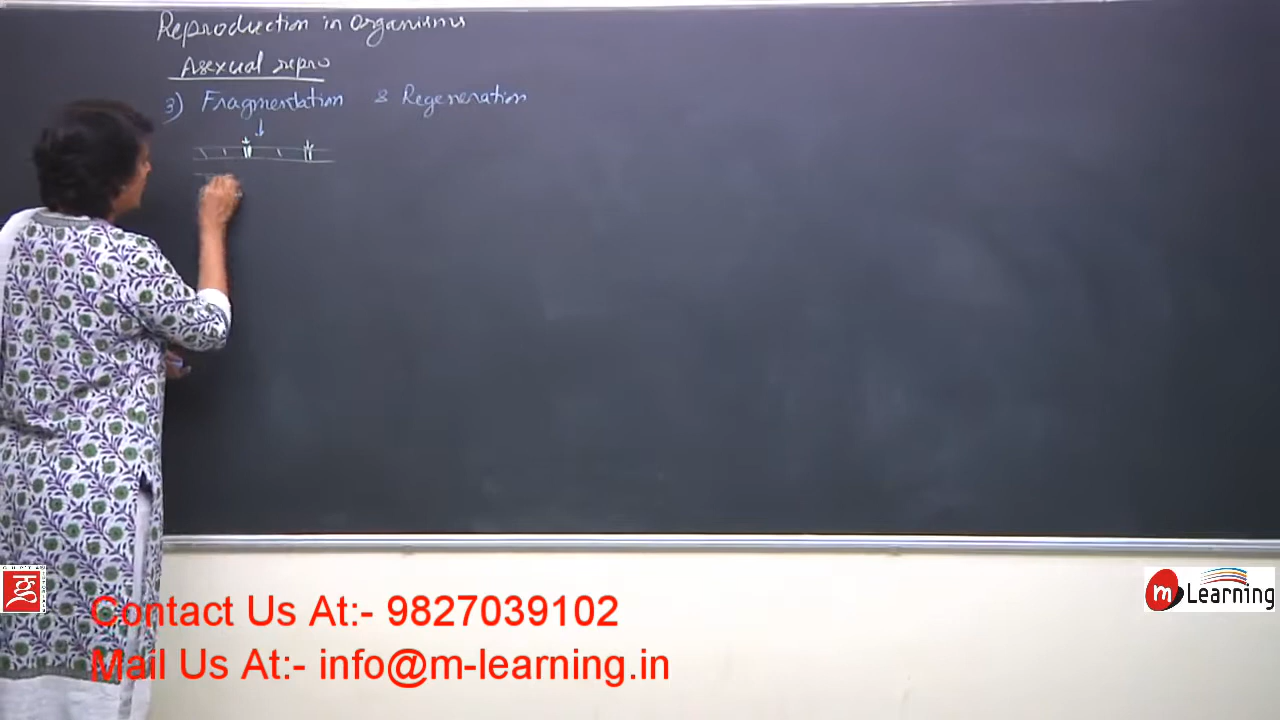 Reproduction in organisms
Asexual repro
3) Fragmentation & Regeneration
Contact Us At:- 9827039102
Mail Us At:- info@m-learning.in
m Learning